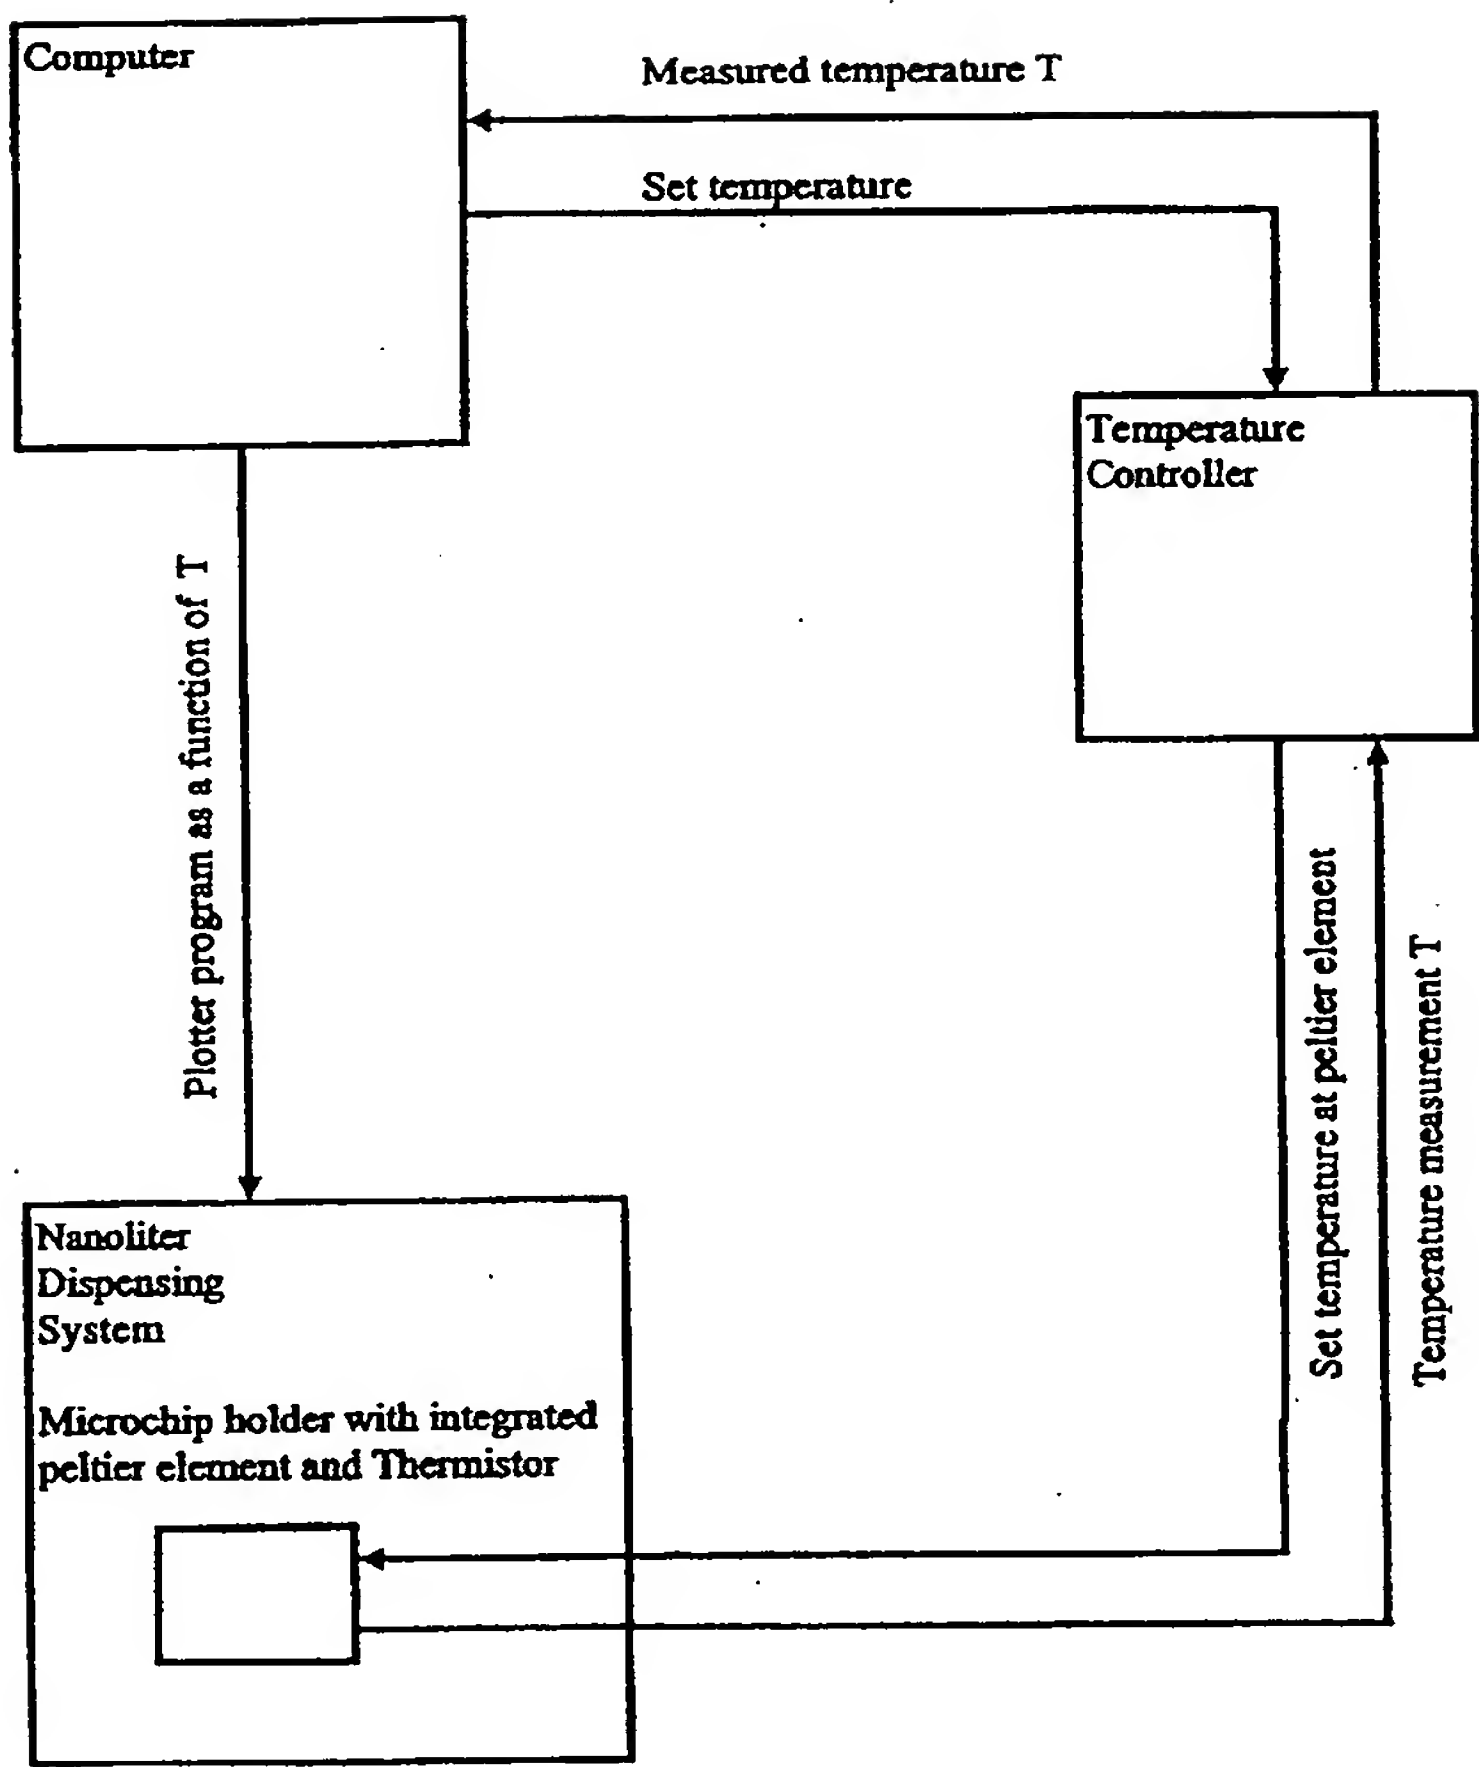 Computer
Measured temperature T
Set temperature
Temperature
Controller
Plotter program as a function of T
Set temperature at peltier element
Temperature measurement T
Nanoliter
Dispensing
System
Microchip holder with integrated
peltier element and Thermistor